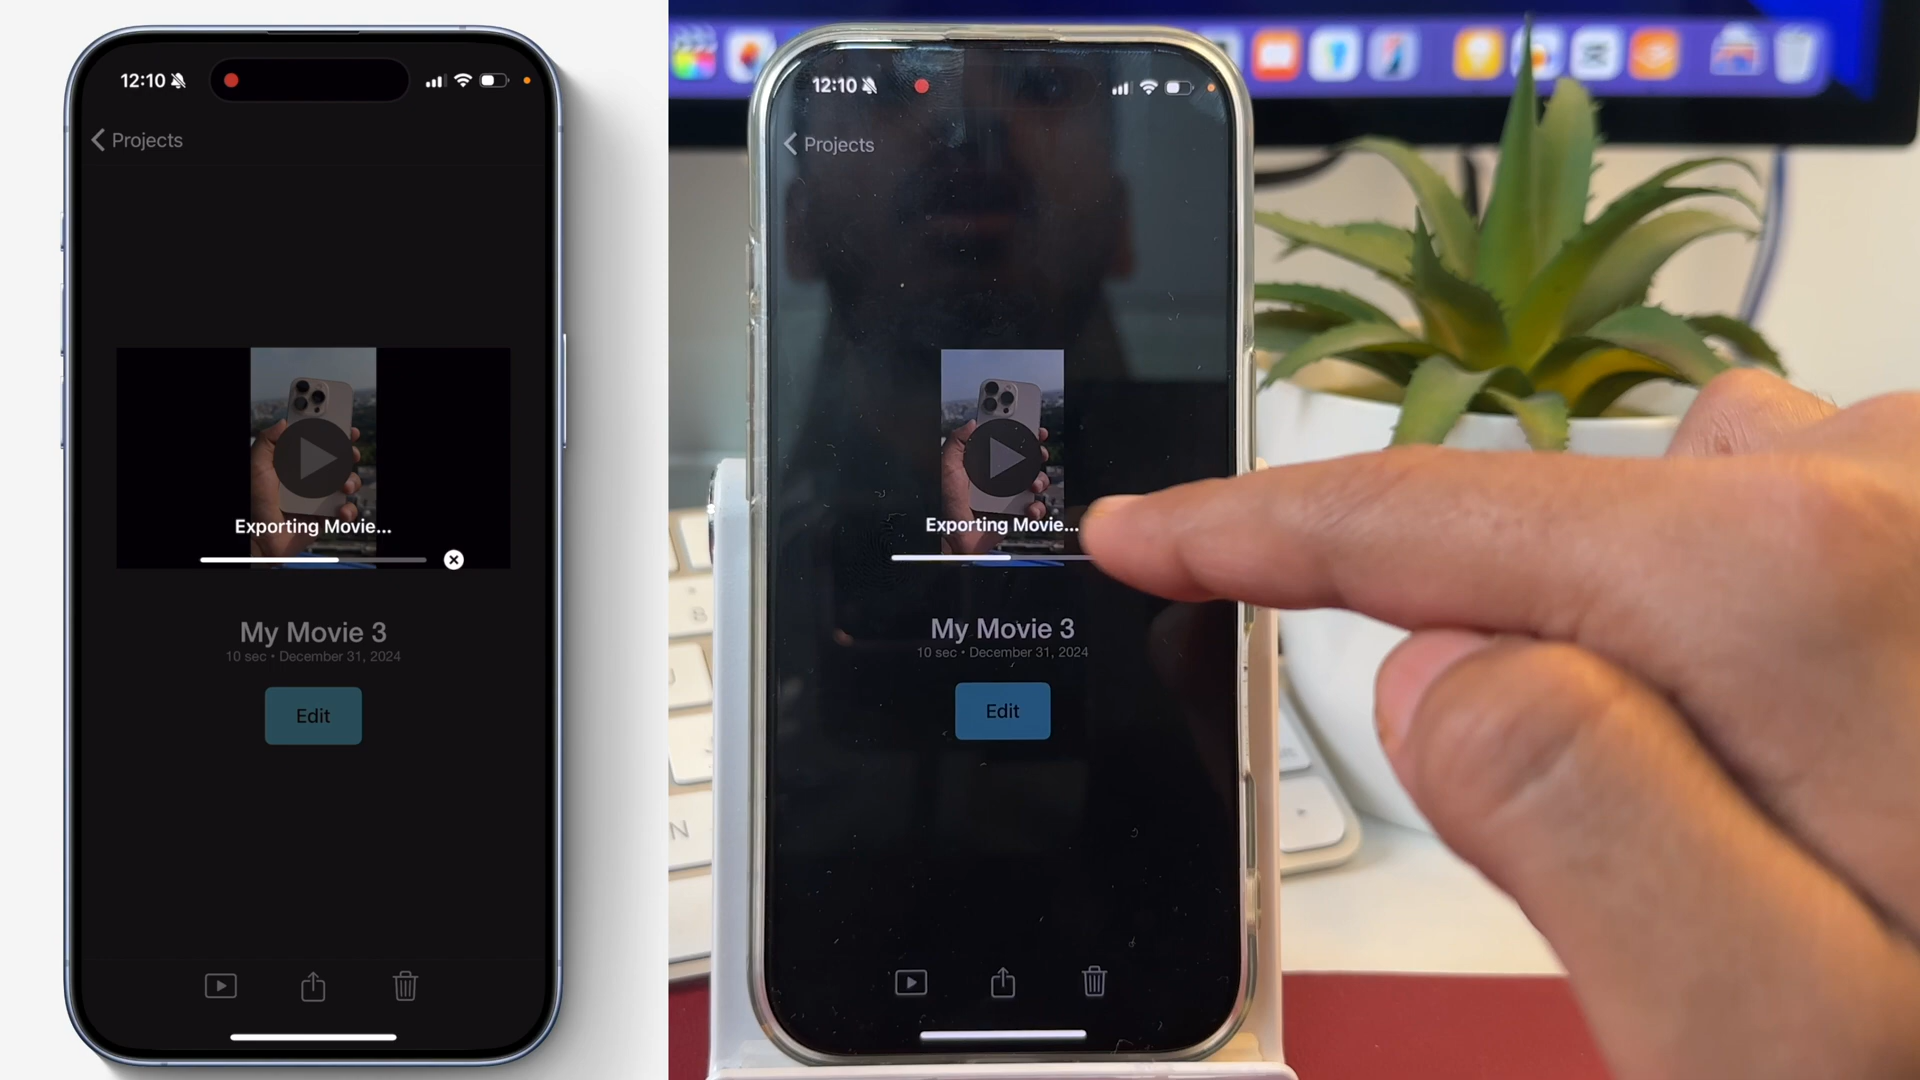 12:10
Projects
Exporting Movie...
My Movie 3
10 sec • December 31, 2024
Edit
12:10
Projects
Exporting Movie...
My Movie 3
10 sec • December 31, 2024
Edit
B
N